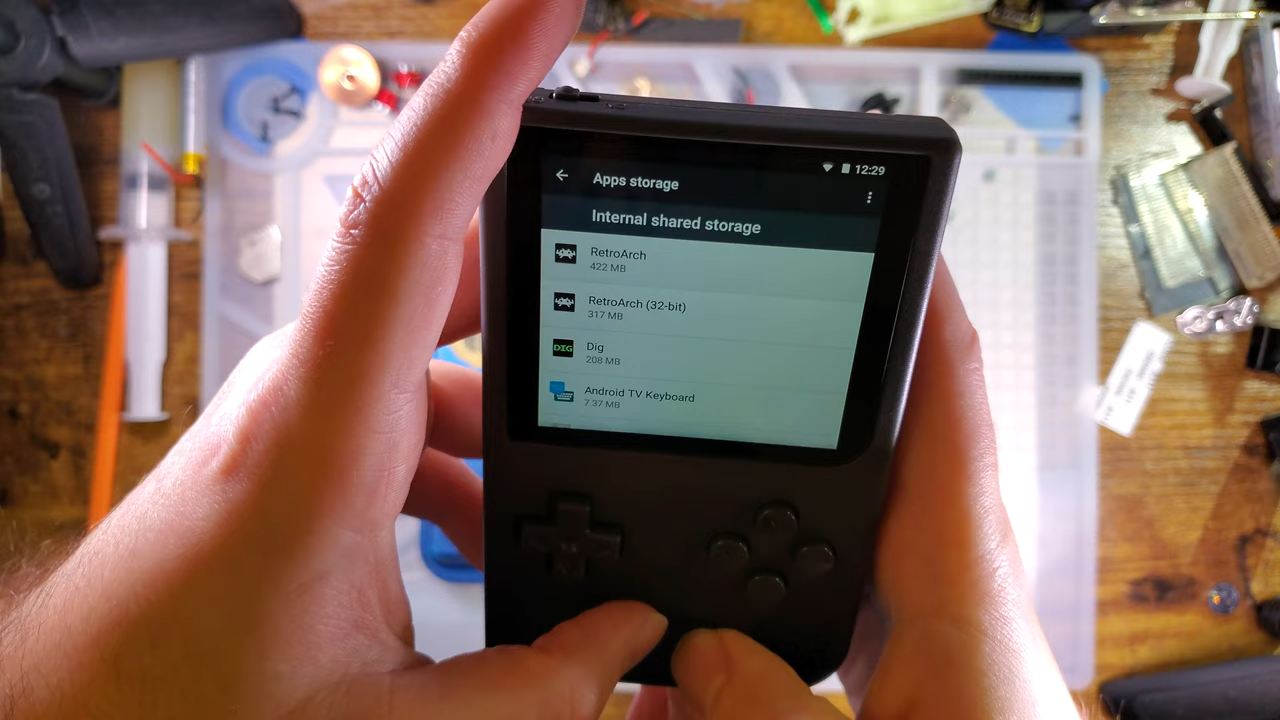 12:29
Apps storage
Internal shared storage
RetroArch
422 MB
RetroArch (32-bit)
317 MB
DIG
Dig
208 MB
Android TV Keyboard
7.37 MB